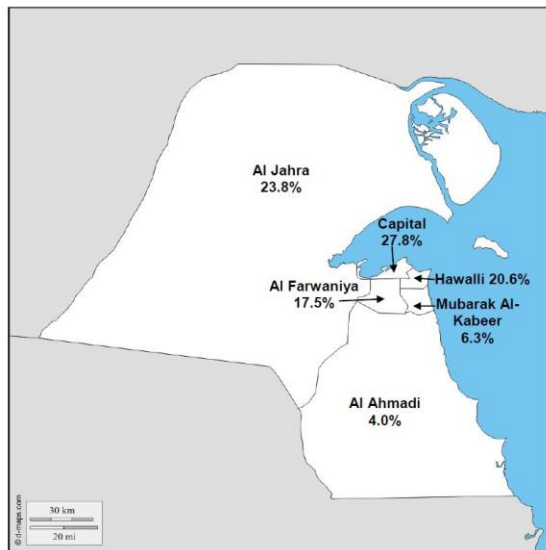 Al Jahra
23.8%
Capital
27.8%
Hawalli 20.6%
Al Farwaniya
17.5%
Mubarak Al-
Kabeer
6.3%
Al Ahmadi
4.0%
30 km
20 mi
© d-maps.com